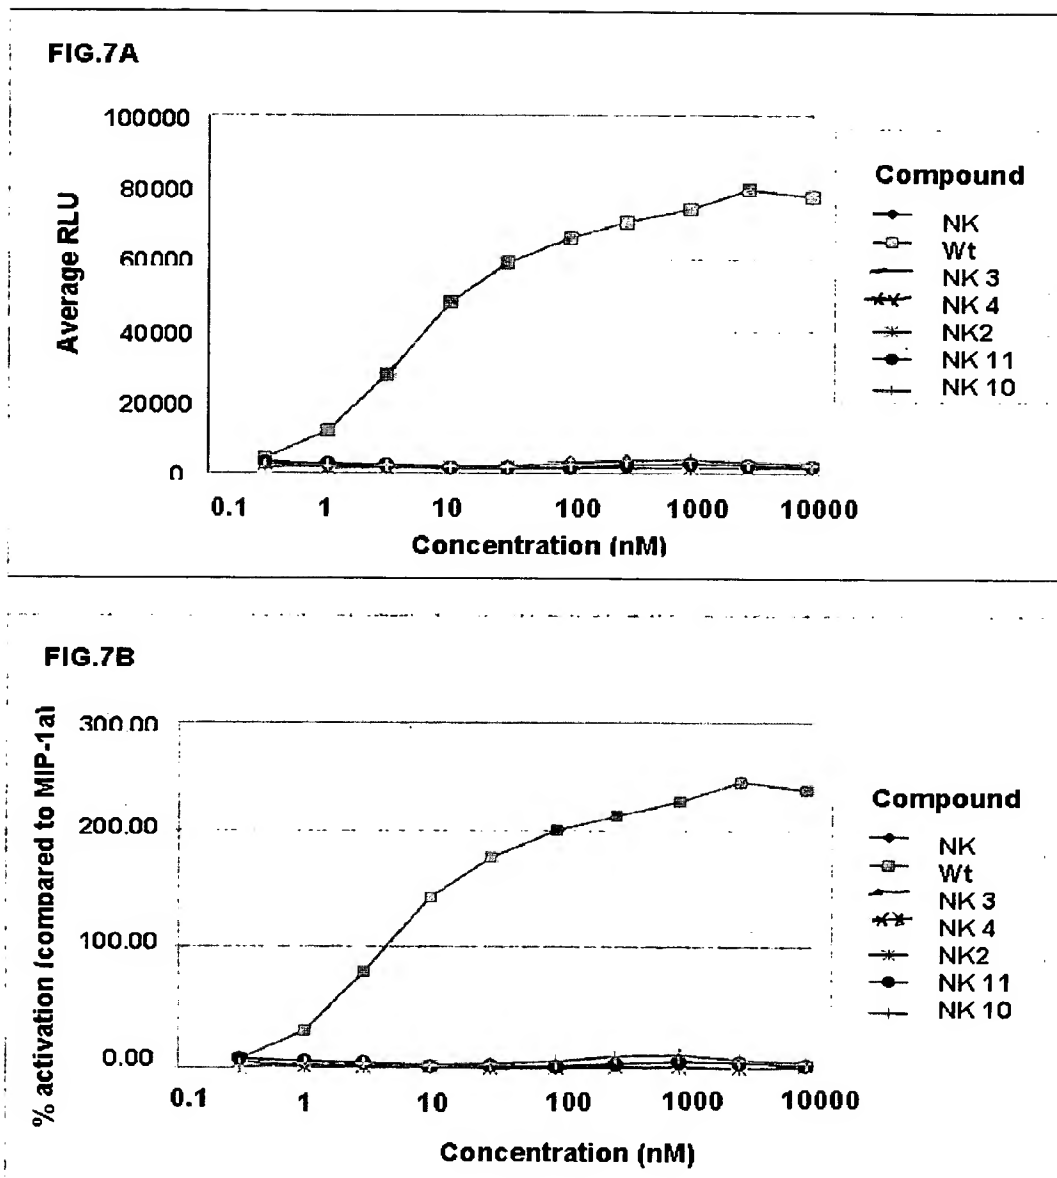 FIG.7A
100000
80000
60000
40000
20000
0
Average RLU
0.1 1 10 100 1000 10000
Concentration (nM)
Compound
NK
Wt
NK 3
NK 4
NK2
NK 11
NK 10
FIG.7B
300.00
200.00
100.00
0.00
% activation (compared to MIP-1a)
0.1 1 10 100 1000 10000
Concentration (nM)
Compound
NK
Wt
NK 3
NK 4
NK2
NK 11
NK 10